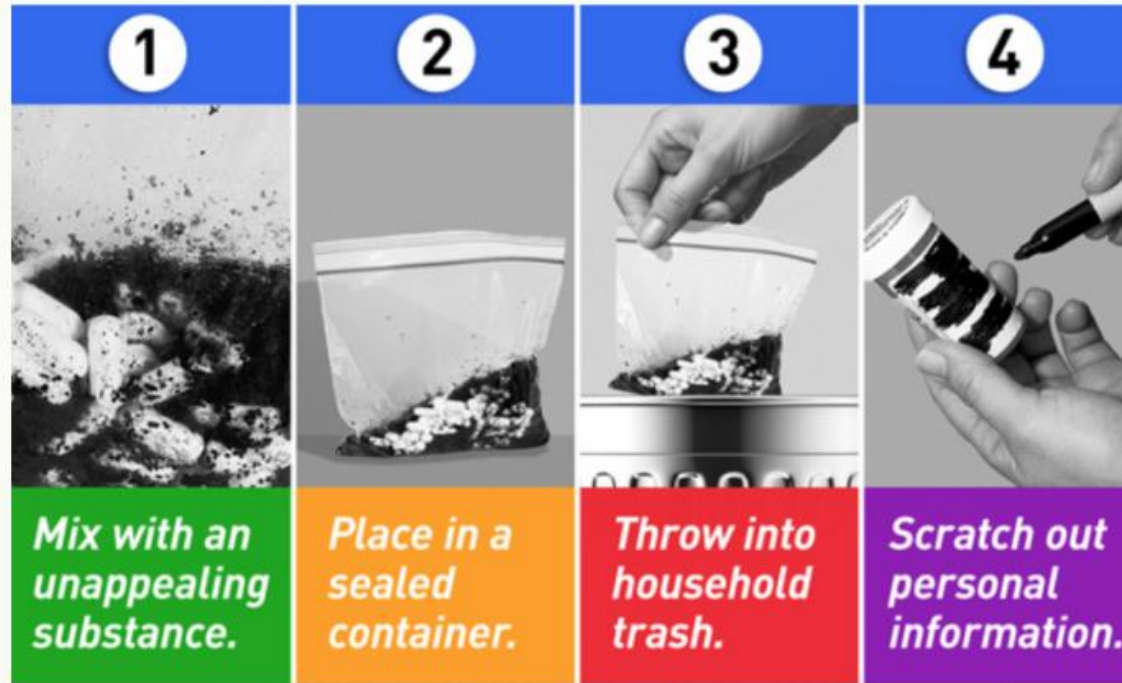 1
2
3
4
Mix with an
unappealing
substance.
Place in a
sealed
container.
Throw into
household
trash.
Scratch out
personal
information.